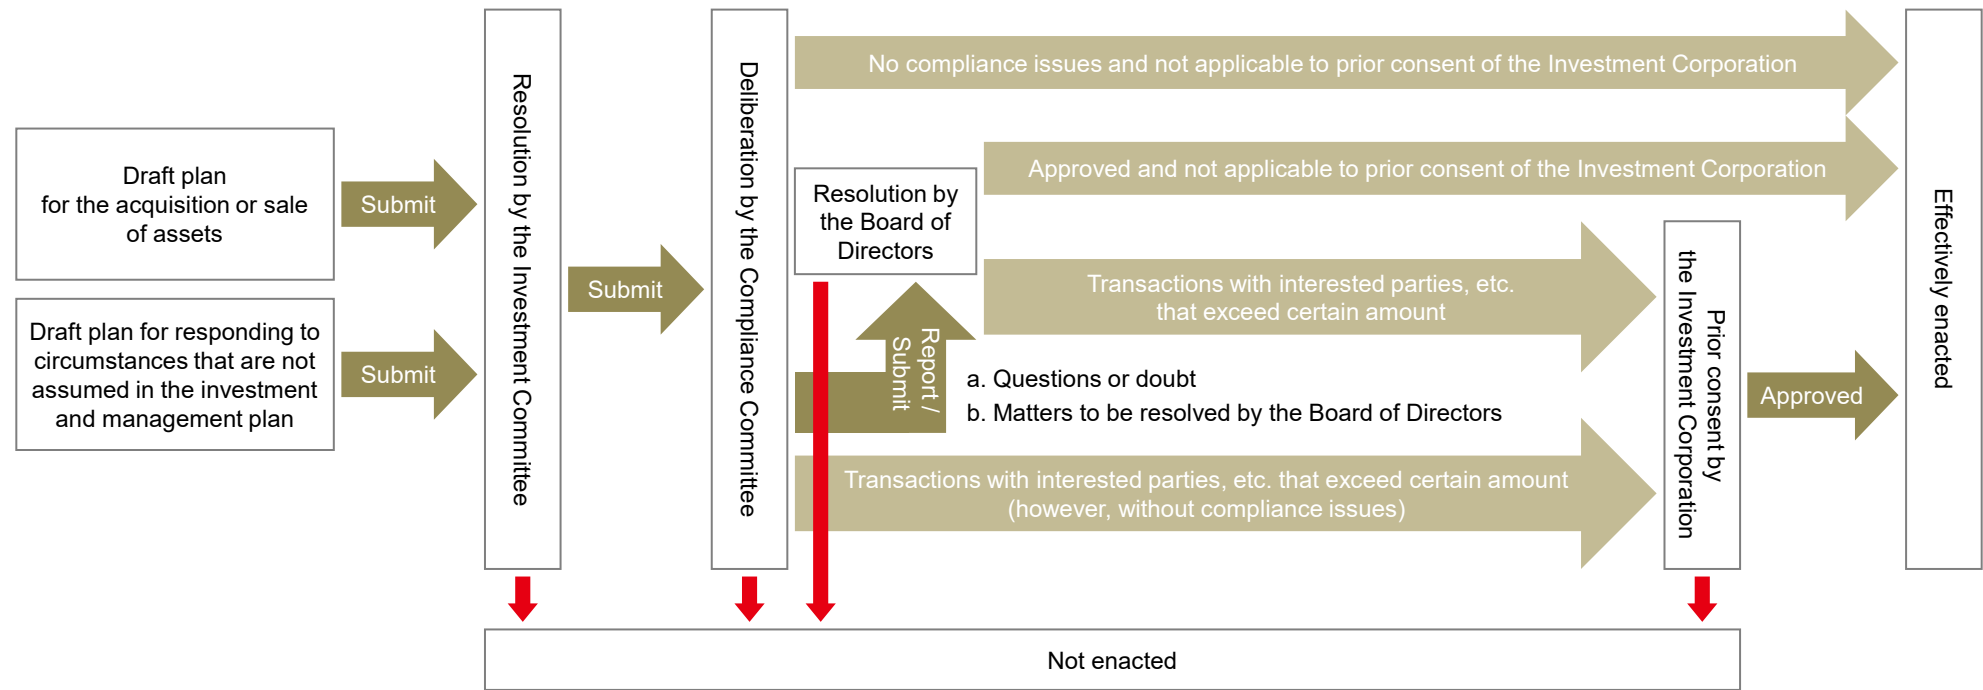 Draft plan
for the acquisition or sale
of assets
Draft plan for responding to
circumstances that are not
assumed in the investment
and management plan
Submit
Submit
Resolution by the Investment Committee
Submit
Deliberation by the Compliance Committee
No compliance issues and not applicable to prior consent of the Investment Corporation
Resolution by
the Board of
Directors
Approved and not applicable to prior consent of the Investment Corporation
Transactions with interested parties, etc.
that exceed certain amount
Report /
Submit
a. Questions or doubt
b. Matters to be resolved by the Board of Directors
Transactions with interested parties, etc. that exceed certain amount
(however, without compliance issues)
Prior consent by
the Investment Corporation
Approved
Effectively enacted
Not enacted